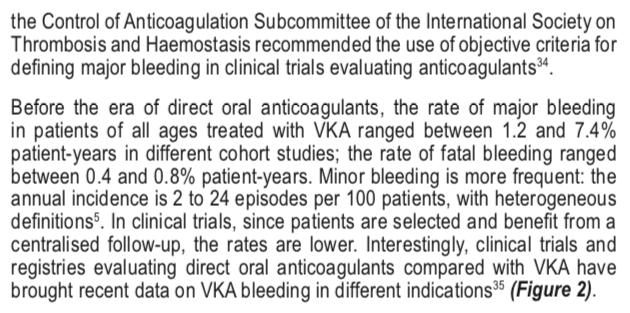 the Control of Anticoagulation Subcommittee of the International Society on
Thrombosis and Haemostasis recommended the use of objective criteria for
defining major bleeding in clinical trials evaluating anticoagulants³⁴.
Before the era of direct oral anticoagulants, the rate of major bleeding
in patients of all ages treated with VKA ranged between 1.2 and 7.4%
patient-years in different cohort studies; the rate of fatal bleeding ranged
between 0.4 and 0.8% patient-years. Minor bleeding is more frequent: the
annual incidence is 2 to 24 episodes per 100 patients, with heterogeneous
definitions⁵. In clinical trials, since patients are selected and benefit from a
centralised follow-up, the rates are lower. Interestingly, clinical trials and
registries evaluating direct oral anticoagulants compared with VKA have
brought recent data on VKA bleeding in different indications³⁵ (Figure 2).